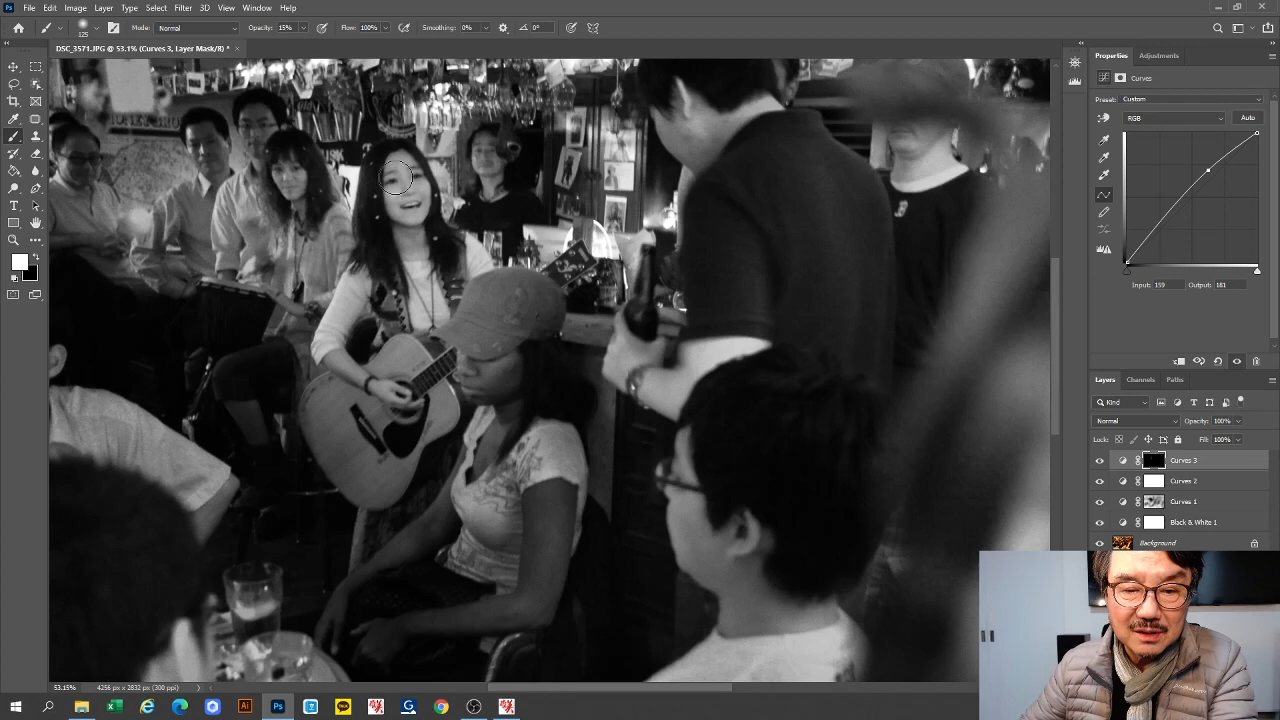 File Edit Image Layer Type Select Filter 3D View Window Help
125 Mode: Normal Opacity: 15% Flow: 100% Smoothing: 0% 0°
DSC_3571.JPG @ 53.1% (Curves 3, Layer Mask/8) * ×
Properties Adjustments
Curves
Preset: Custom
RGB Auto
Input: 159 Output: 181
Layers Channels Paths
Kind
Normal Opacity: 100%
Lock: Fill: 100%
Curves 3
Curves 2
Curves 1
Black & White 1
Background
53.15% 4256 px x 2832 px (300 ppi)